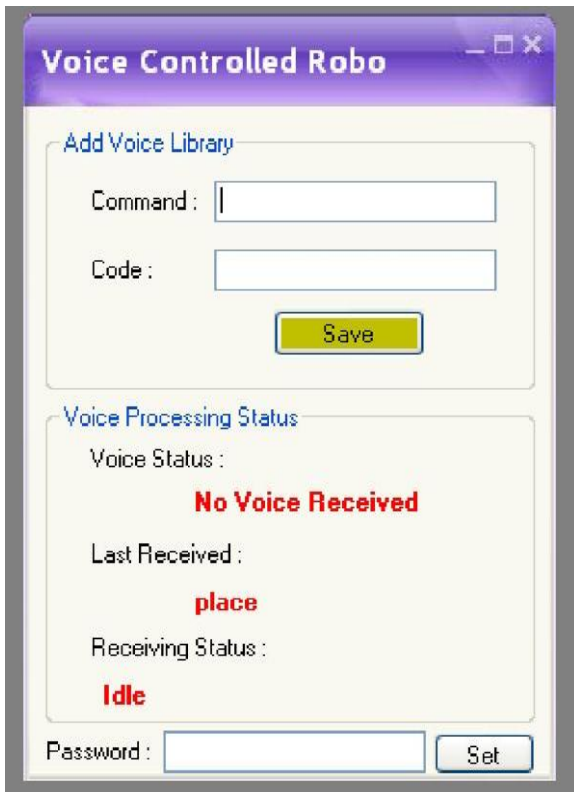 Voice Controlled Robo
Add Voice Library
Command :
Code :
Save
Voice Processing Status
Voice Status :
No Voice Received
Last Received :
place
Receiving Status :
Idle
Password : Set